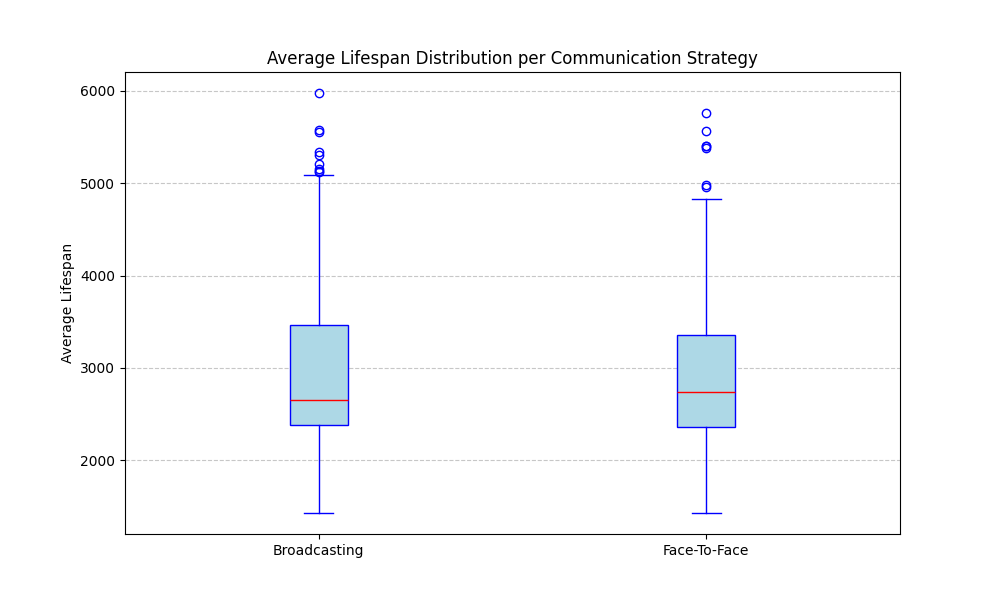 Average Lifespan Distribution per Communication Strategy
6000
5000
4000
3000
2000
Average Lifespan
Broadcasting
Face-To-Face